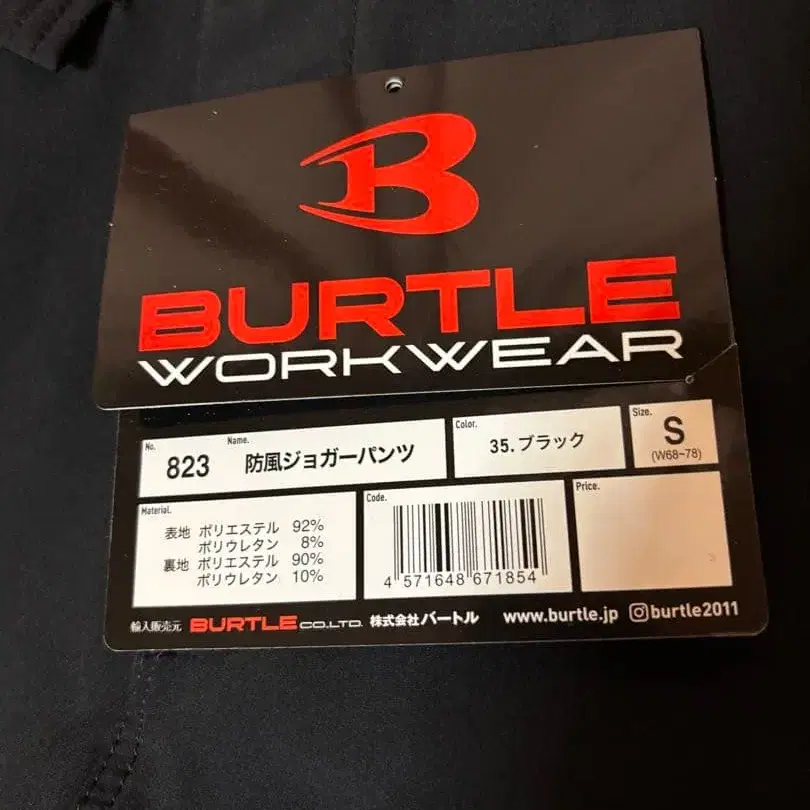 B
BURTLE
WORKWEAR
No. 823 Name. 防風ジョガーパンツ
Color. 35.ブラック
Size. S
(W68~78)
Material.
表地 ポリエステル 92%
ポリウレタン 8%
裏地 ポリエステル 90%
ポリウレタン 10%
Code.
4 571648 671854
Price.
輸入販売元 BURTLE CO.LTD. 株式会社バートル www.burtle.jp burtle2011